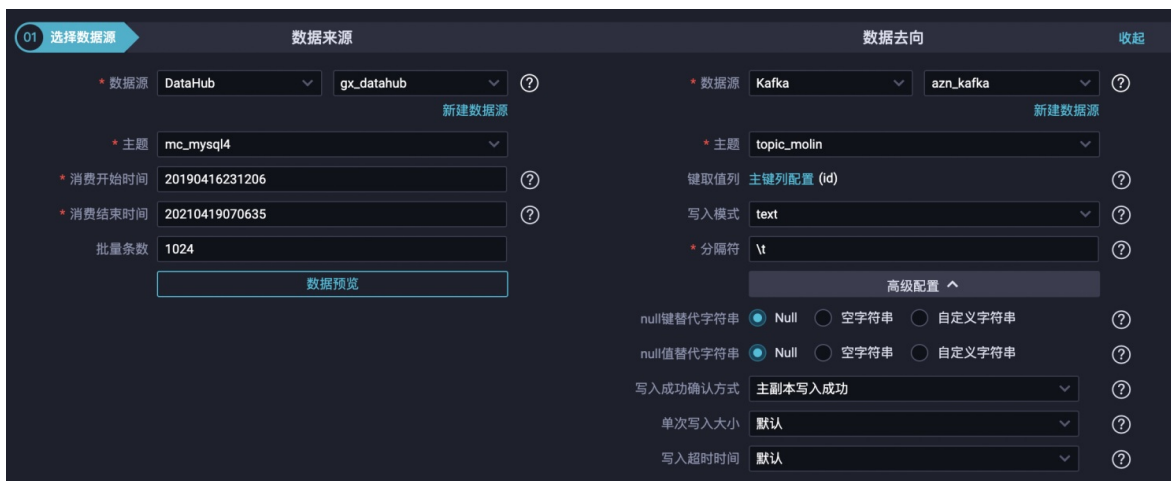 01 选择数据源 数据来源 数据去向 收起
* 数据源 DataHub gx_datahub ?
新建数据源
* 主题 mc_mysql4
* 消费开始时间 20190416231206 ?
* 消费结束时间 20210419070635 ?
批量条数 1024
数据预览
* 数据源 Kafka azn_kafka ?
新建数据源
* 主题 topic_molin
键取值列 主键列配置 (id) ?
写入模式 text ?
* 分隔符 \t ?
高级配置
null键替代字符串 Null 空字符串 自定义字符串 ?
null值替代字符串 Null 空字符串 自定义字符串 ?
写入成功确认方式 主副本写入成功 ?
单次写入大小 默认 ?
写入超时时间 默认 ?